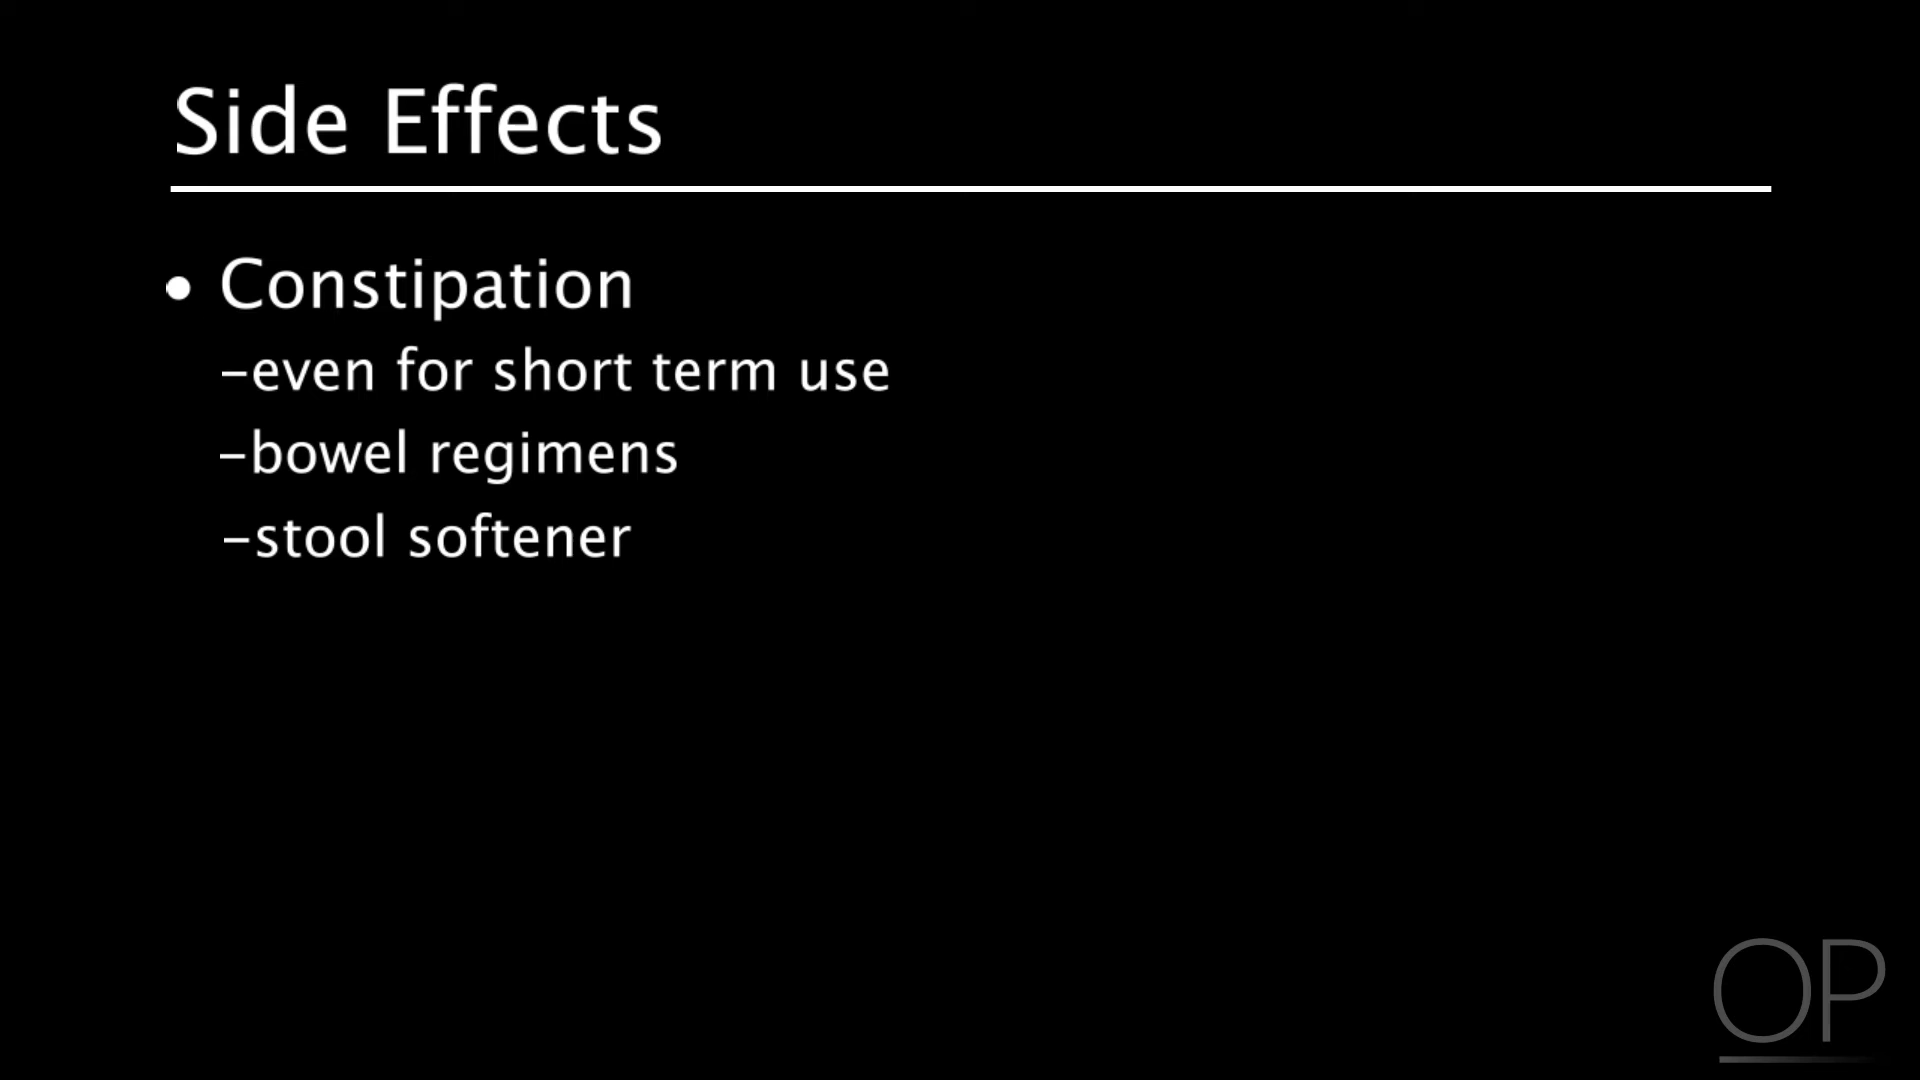 Side Effects
• Constipation
–even for short term use
–bowel regimens
–stool softener
OP